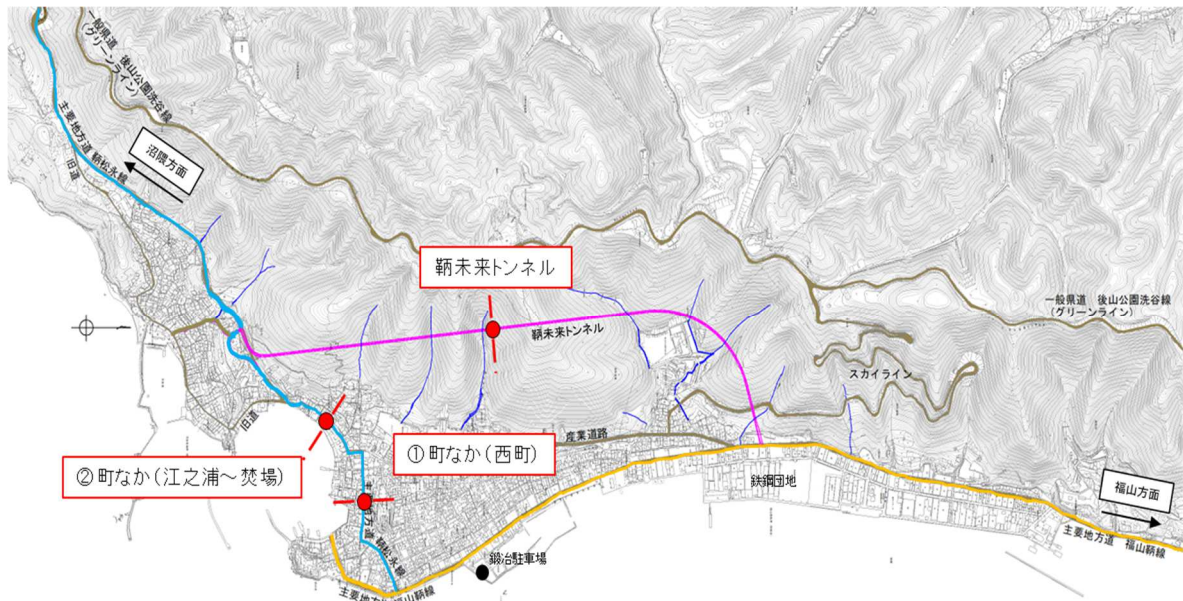 一般県道 後山公園洗谷線
(グリーンライン)
主要地方道 鞆松永線
旧道
沼隈方面
鞆未来トンネル
鞆未来トンネル
一般県道 後山公園洗谷線
(グリーンライン)
スカイライン
旧道
①町なか(西町)
産業道路
②町なか(江之浦~焚場)
鉄鋼団地
福山方面
主要地方道 鞆松永線
鍛冶駐車場
主要地方道 福山鞆線
主要地方道 福山鞆線